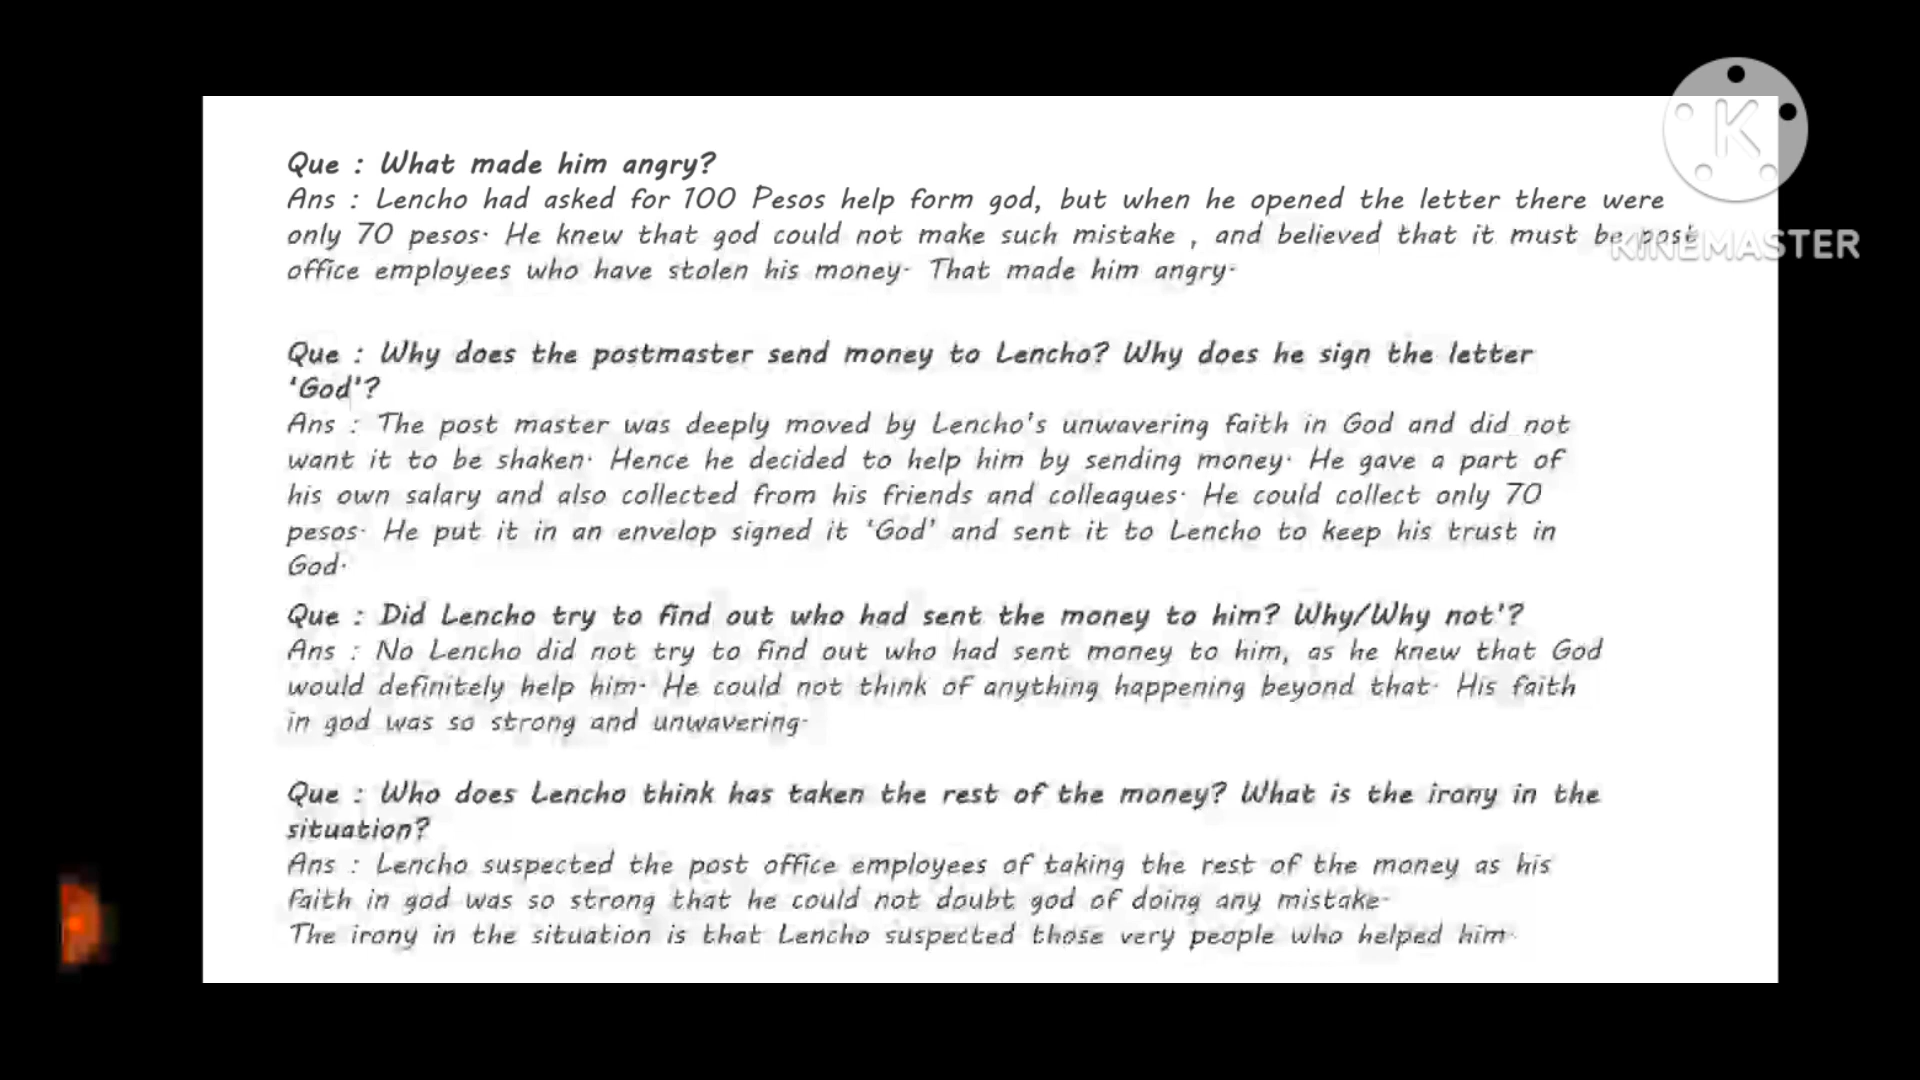 Que : What made him angry?
Ans : Lencho had asked for 100 Pesos help form god, but when he opened the letter there were
only 70 pesos. He knew that god could not make such mistake , and believed that it must be post
office employees who have stolen his money. That made him angry.
Que : Why does the postmaster send money to Lencho? Why does he sign the letter
‘God’?
Ans : The post master was deeply moved by Lencho's unwavering faith in God and did not
want it to be shaken. Hence he decided to help him by sending money. He gave a part of
his own salary and also collected from his friends and colleagues. He could collect only 70
pesos. He put it in an envelop signed it ‘God’ and sent it to Lencho to keep his trust in
God.
Que : Did Lencho try to find out who had sent the money to him? Why/Why not'?
Ans : No Lencho did not try to find out who had sent money to him, as he knew that God
would definitely help him. He could not think of anything happening beyond that. His faith
in god was so strong and unwavering.
Que : Who does Lencho think has taken the rest of the money? What is the irony in the
situation?
Ans : Lencho suspected the post office employees of taking the rest of the money as his
faith in god was so strong that he could not doubt god of doing any mistake.
The irony in the situation is that Lencho suspected those very people who helped him.
K
KINEMASTER